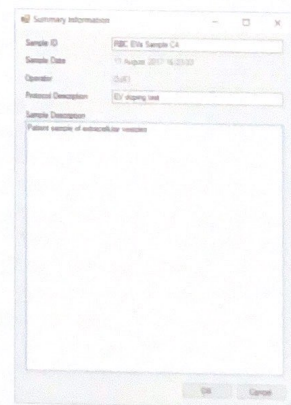 Summary Information
Sample ID RBC EVs Sample C4
Sample Date August 2017
Operator
Protocol Description EV doping test
Sample Description
Patient sample of extracellular vesicles
OK Cancel